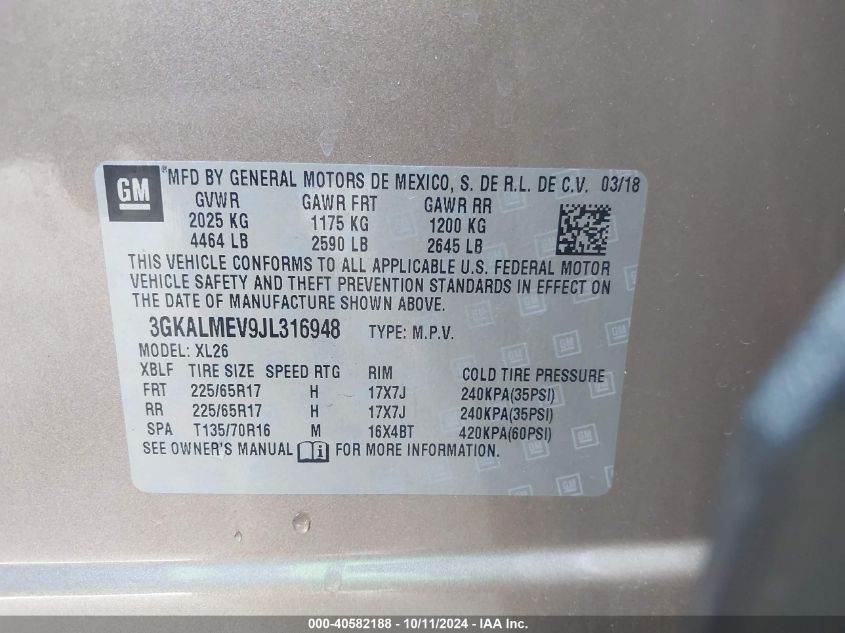 GM ® MFD BY GENERAL MOTORS DE MEXICO, S. DE R.L. DE C.V. 03/18
GVWR GAWR FRT GAWR RR
2025 KG 1175 KG 1200 KG
4464 LB 2590 LB 2645 LB
THIS VEHICLE CONFORMS TO ALL APPLICABLE U.S. FEDERAL MOTOR
VEHICLE SAFETY AND THEFT PREVENTION STANDARDS IN EFFECT ON
THE DATE OF MANUFACTURE SHOWN ABOVE.
3GKALMEV9JL316948 TYPE: M.P.V.
MODEL: XL26
XBLF TIRE SIZE SPEED RTG RIM COLD TIRE PRESSURE
FRT 225/65R17 H 17X7J 240KPA(35PSI)
RR 225/65R17 H 17X7J 240KPA(35PSI)
SPA T135/70R16 M 16X4BT 420KPA(60PSI)
SEE OWNER'S MANUAL FOR MORE INFORMATION.
000-40582188 - 10/11/2024 - IAA Inc.